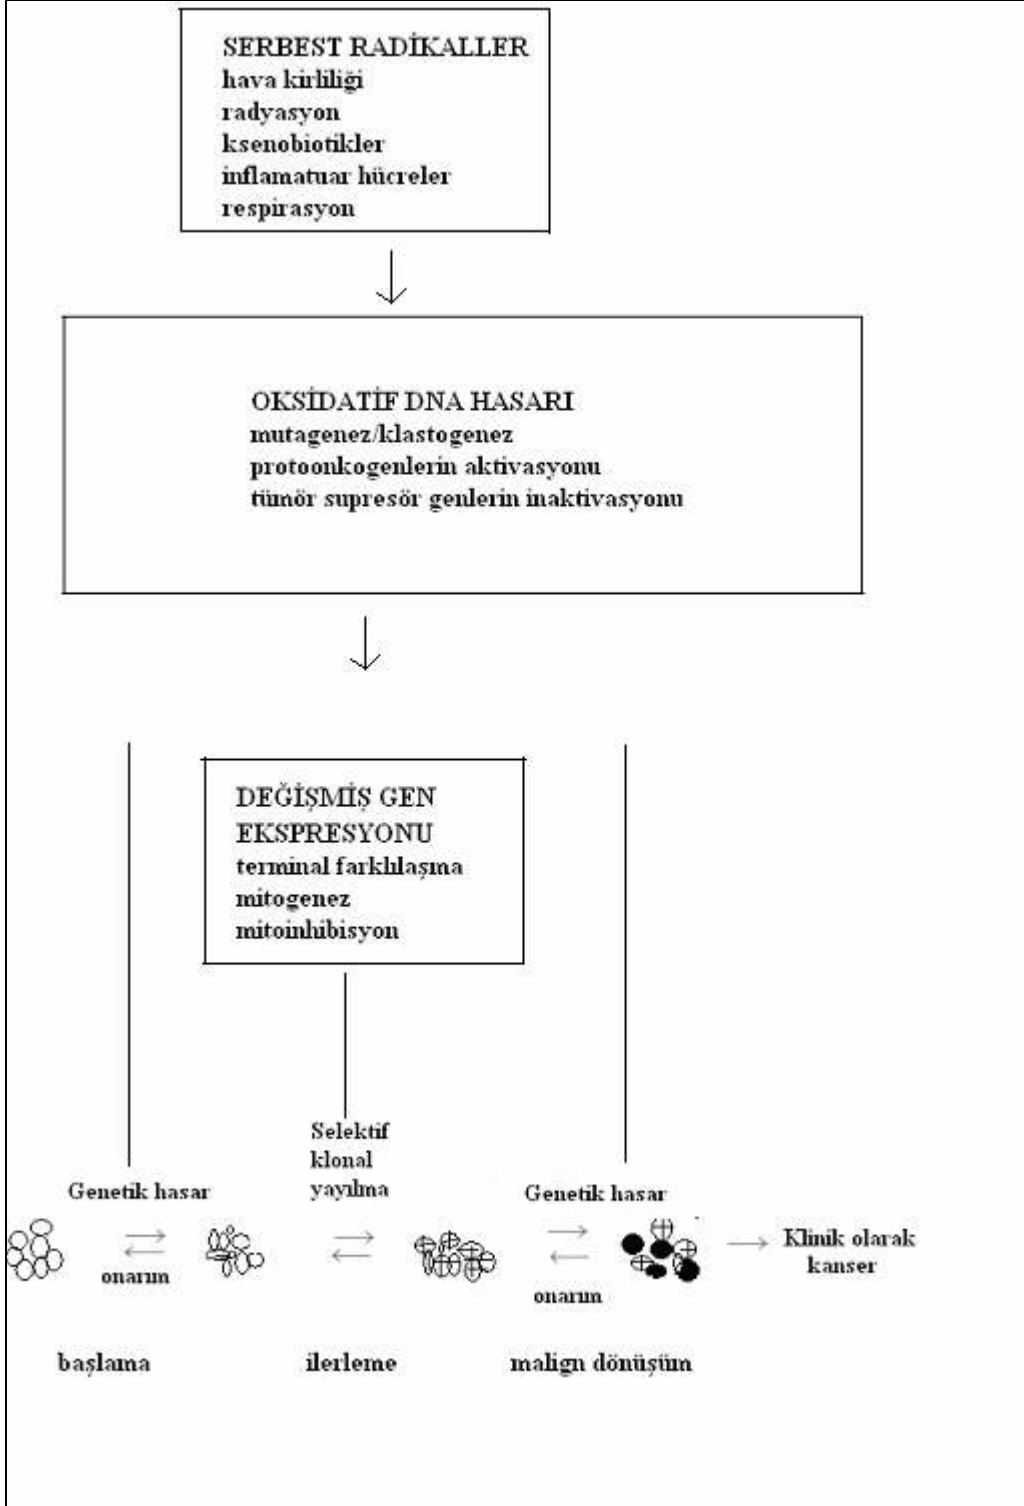 SERBEST RADİKALLER
hava kirliliği
radyasyon
ksenobiotikler
inflamatuar hücreler
respirasyon
OKSİDATİF DNA HASARI
mutagenez/klastogenez
protoonkogenlerin aktivasyonu
tümör supresör genlerin inaktivasyonu
DEĞİŞMİŞ GEN
EKSPRESYONU
terminal farklılaşma
mitogenez
mitoinhibisyon
Selektif
klonal
yayılma
Genetik hasar
onarım
Genetik hasar
onarım
Klinik olarak
kanser
başlama
ilerleme
malign dönüşüm